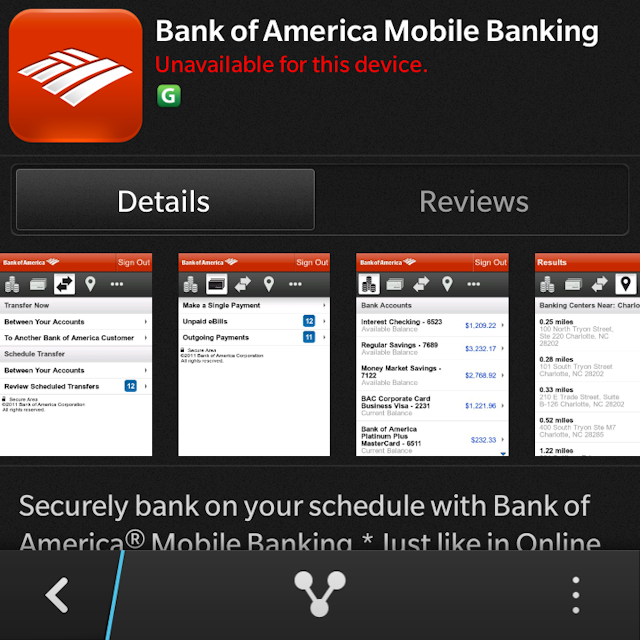 Bank of America Mobile Banking
Unavailable for this device.
G
Details
Reviews
Bank of America
Sign Out
Transfer Now
Between Your Accounts
To Another Bank of America Customer
Schedule Transfer
Between Your Accounts
Review Scheduled Transfers 12
Secure Area
©2011 Bank of America Corporation
All rights reserved.
Bank of America
Sign Out
Make a Single Payment
Unpaid eBills 12
Outgoing Payments 11
Secure Area
©2011 Bank of America Corporation
All rights reserved.
Bank of America
Sign Out
Bank Accounts
Interest Checking - 6523
Available Balance
$1,209.22
Regular Savings - 7689
Available Balance
$3,232.17
Money Market Savings -
7122
Available Balance
$2,768.92
BAC Corporate Card
Business Visa - 2231
Current Balance
$1,221.96
Bank of America
Platinum Plus
MasterCard - 6511
Current Balance
$232.33
Results
Banking Centers Near: Charlo
0.25 miles
100 North Tryon Street,
Ste 220 Charlotte, NC
28202
0.28 miles
101 South Tryon Street
Charlotte, NC 28202
0.33 miles
210 E Trade Street, Suite
B-126 Charlotte, NC 28202
0.52 miles
400 South Tryon Ste M7
Charlotte, NC 28285
1.22 miles
Securely bank on your schedule with Bank of
America® Mobile Banking.* Just like in Online